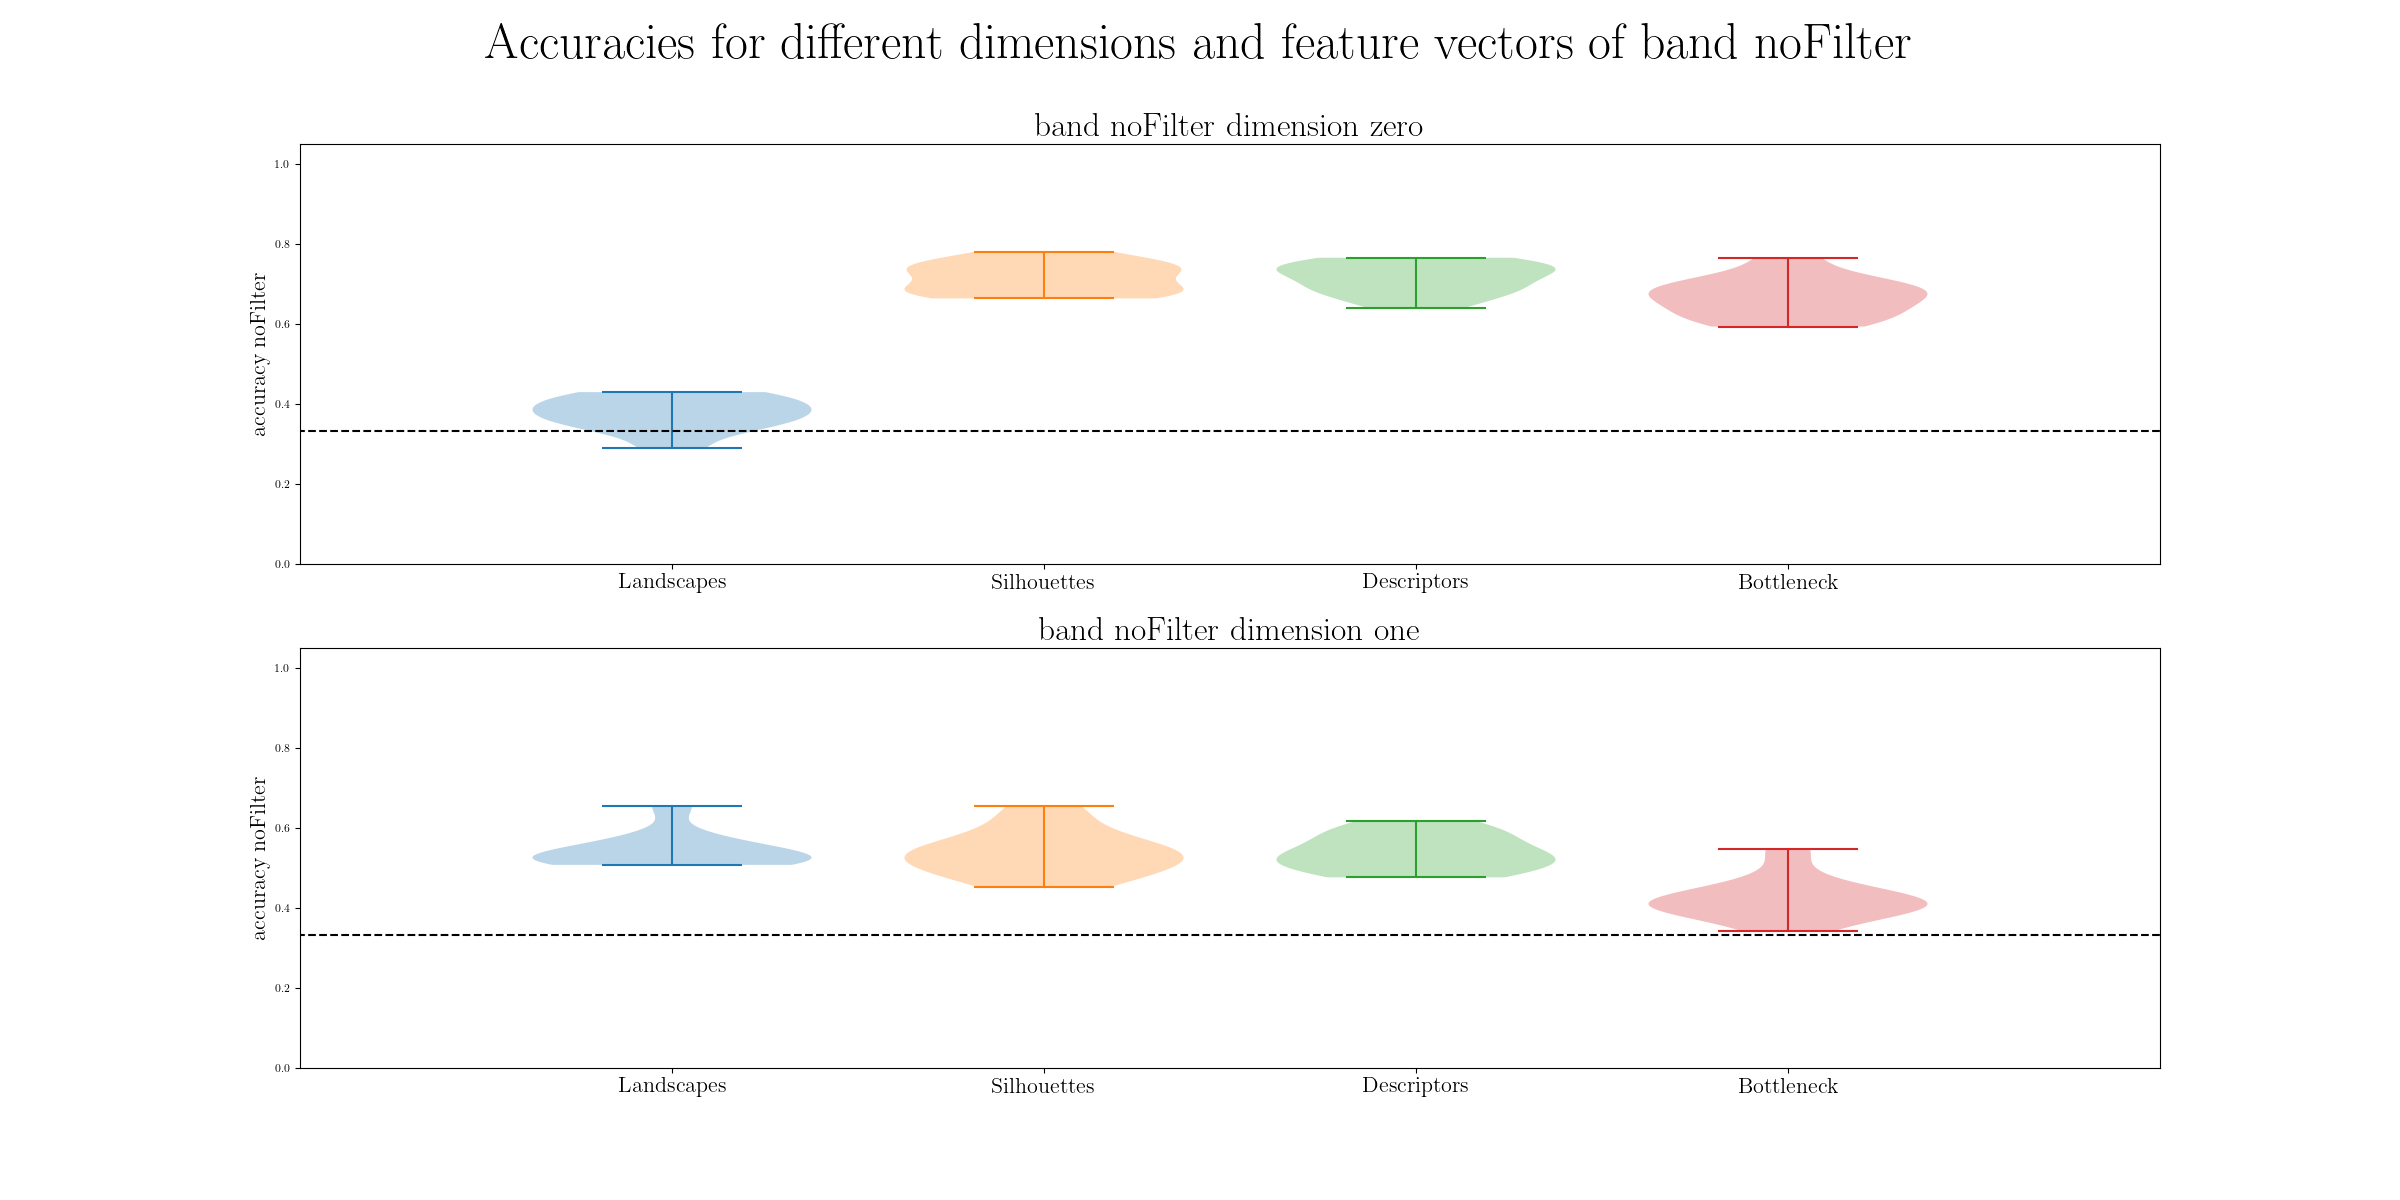 Accuracies for different dimensions and feature vectors of band noFilter
band noFilter dimension zero
1.0
0.8
0.6
0.4
0.2
0.0
accuracy noFilter
Landscapes Silhouettes Descriptors Bottleneck
band noFilter dimension one
1.0
0.8
0.6
0.4
0.2
0.0
accuracy noFilter
Landscapes Silhouettes Descriptors Bottleneck